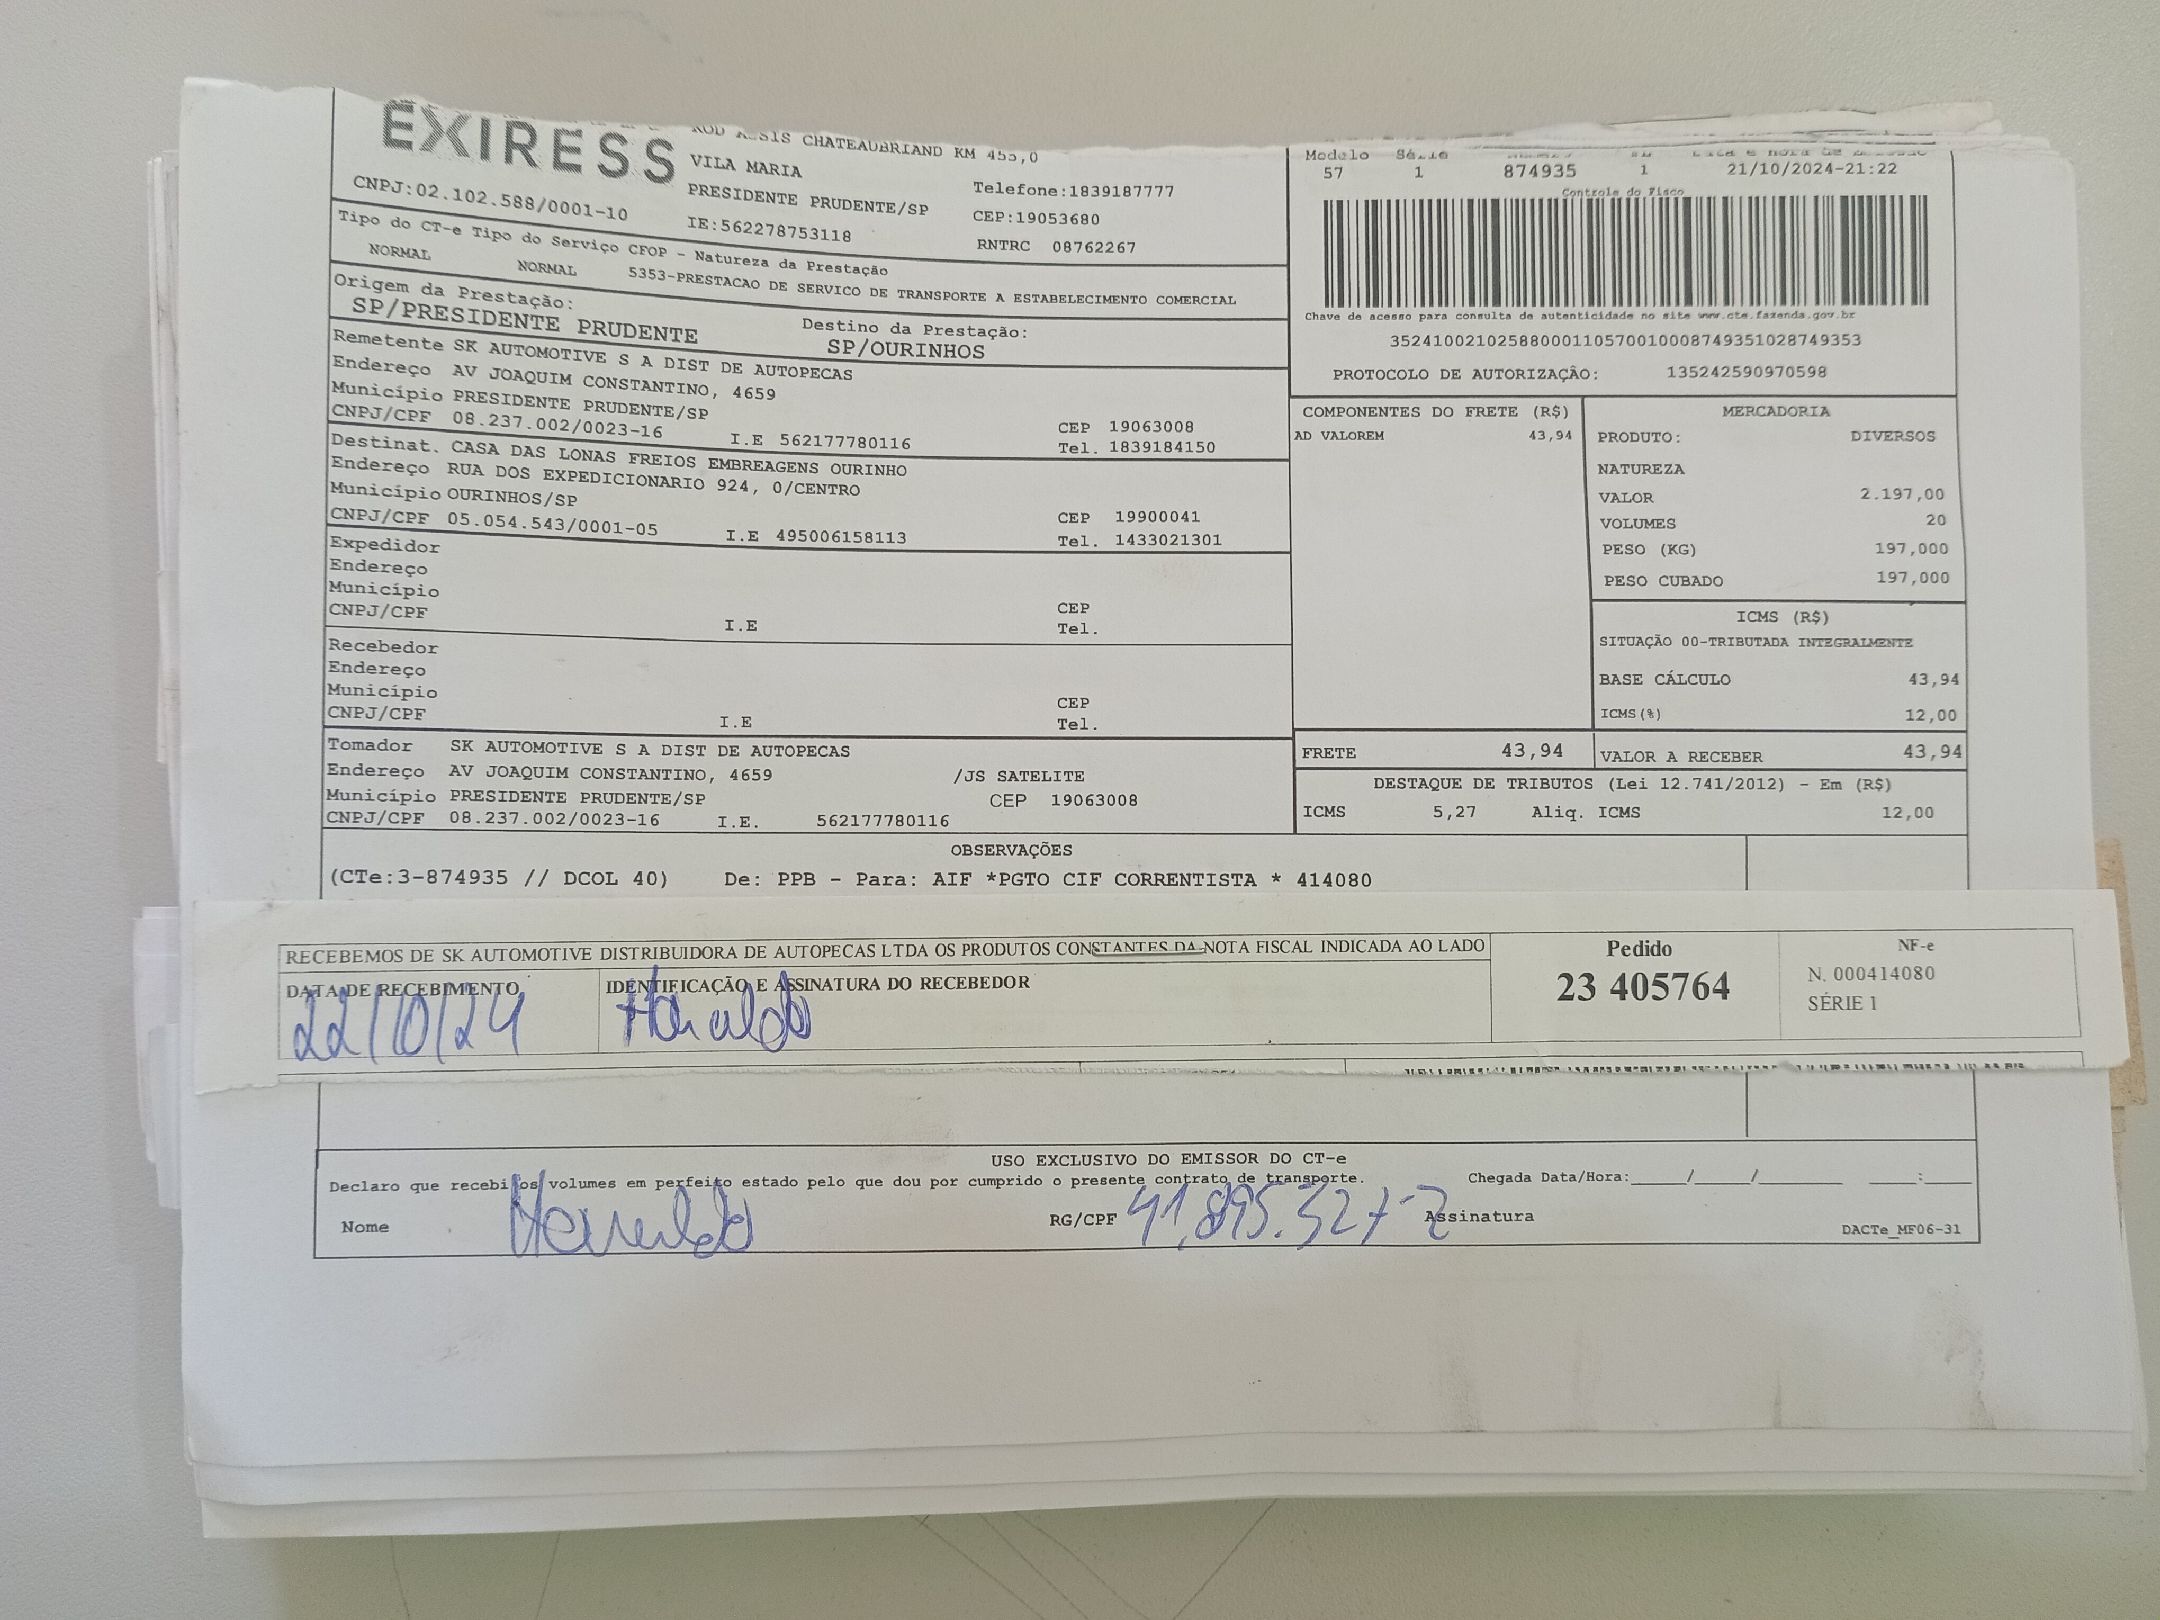 EXIRESS
CHATEAUBRIAND KM 455,0
VILA MARIA
PRESIDENTE PRUDENTE/SP
Telefone:1839187777
CNPJ:02.102.588/0001-10
CEP:19053680
IE:562278753118
RNTRC 08762267
Modelo Série
57 1 874935 1 21/10/2024-21:22
Controle do Fisco
Chave de acesso para consulta de autenticidade no site www.cte.fazenda.gov.br
35241002102588000110570010008749351028749353
PROTOCOLO DE AUTORIZAÇÃO: 135242590970598
Tipo do CT-e Tipo do Serviço CFOP - Natureza da Prestação
NORMAL NORMAL 5353-PRESTACAO DE SERVICO DE TRANSPORTE A ESTABELECIMENTO COMERCIAL
Origem da Prestação: Destino da Prestação:
SP/PRESIDENTE PRUDENTE SP/OURINHOS
Remetente SK AUTOMOTIVE S A DIST DE AUTOPECAS
Endereço AV JOAQUIM CONSTANTINO, 4659
Município PRESIDENTE PRUDENTE/SP CEP 19063008
CNPJ/CPF 08.237.002/0023-16 I.E 562177780116 Tel. 1839184150
Destinat. CASA DAS LONAS FREIOS EMBREAGENS OURINHO
Endereço RUA DOS EXPEDICIONARIO 924, 0/CENTRO
Município OURINHOS/SP CEP 19900041
CNPJ/CPF 05.054.543/0001-05 I.E 495006158113 Tel. 1433021301
Expedidor
Endereço
Município CEP
CNPJ/CPF I.E Tel.
Recebedor
Endereço
Município CEP
CNPJ/CPF I.E Tel.
Tomador SK AUTOMOTIVE S A DIST DE AUTOPECAS
Endereço AV JOAQUIM CONSTANTINO, 4659 /JS SATELITE
Município PRESIDENTE PRUDENTE/SP CEP 19063008
CNPJ/CPF 08.237.002/0023-16 I.E. 562177780116
COMPONENTES DO FRETE (R$)
AD VALOREM 43,94
MERCADORIA
PRODUTO: DIVERSOS
NATUREZA
VALOR 2.197,00
VOLUMES 20
PESO (KG) 197,000
PESO CUBADO 197,000
ICMS (R$)
SITUAÇÃO 00-TRIBUTADA INTEGRALMENTE
BASE CÁLCULO 43,94
ICMS(%) 12,00
FRETE 43,94 VALOR A RECEBER 43,94
DESTAQUE DE TRIBUTOS (Lei 12.741/2012) - Em (R$)
ICMS 5,27 Aliq. ICMS 12,00
OBSERVAÇÕES
(CTe:3-874935 // DCOL 40) De: PPB - Para: AIF *PGTO CIF CORRENTISTA * 414080
RECEBEMOS DE SK AUTOMOTIVE DISTRIBUIDORA DE AUTOPECAS LTDA OS PRODUTOS CONSTANTES DA NOTA FISCAL INDICADA AO LADO
DATA DE RECEBIMENTO IDENTIFICAÇÃO E ASSINATURA DO RECEBEDOR
22/10/24 Haraldo
Pedido
23 405764
NF-e
N. 000414080
SÉRIE 1
USO EXCLUSIVO DO EMISSOR DO CT-e
Declaro que recebi os volumes em perfeito estado pelo que dou por cumprido o presente contrato de transporte. Chegada Data/Hora:____/____/______ ____:____
Nome RG/CPF 41.895.327-2 Assinatura
DACTe_MF06-31